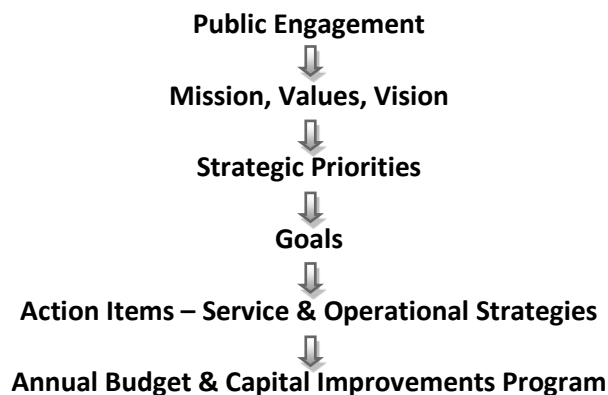 Public Engagement
Mission, Values, Vision
Strategic Priorities
Goals
Action Items – Service & Operational Strategies
Annual Budget & Capital Improvements Program